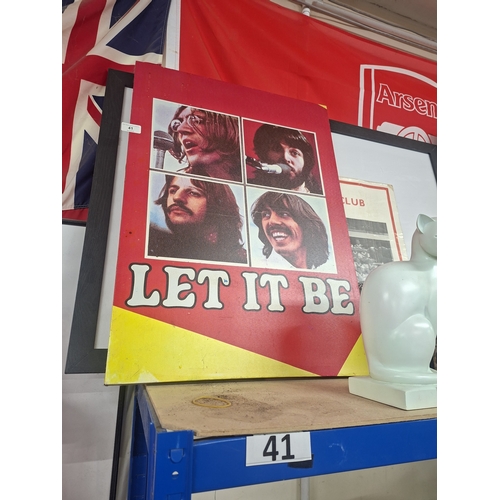 Arsen
41
CLUB
LET IT BE
41